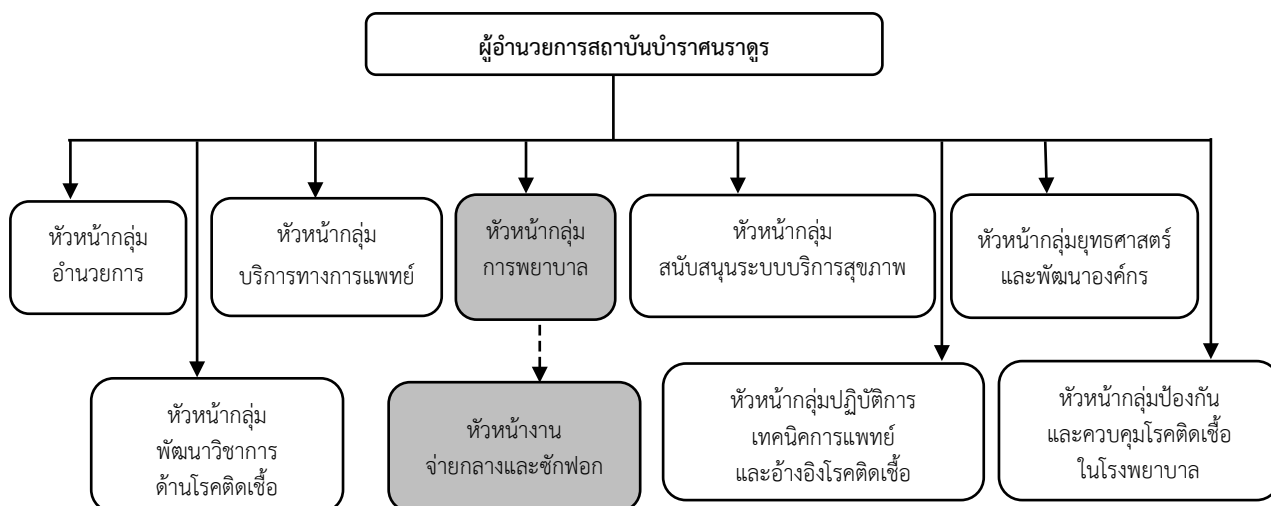 ผู้อำนวยการสถาบันบำราศนราดูร
หัวหน้ากลุ่ม
อำนวยการ
หัวหน้ากลุ่ม
บริการทางการแพทย์
หัวหน้ากลุ่ม
การพยาบาล
หัวหน้ากลุ่ม
สนับสนุนระบบบริการสุขภาพ
หัวหน้ากลุ่มยุทธศาสตร์
และพัฒนาองค์กร
หัวหน้ากลุ่ม
พัฒนาวิชาการ
ด้านโรคติดเชื้อ
หัวหน้างาน
จ่ายกลางและซักฟอก
หัวหน้ากลุ่มปฏิบัติการ
เทคนิคการแพทย์
และอ้างอิงโรคติดเชื้อ
หัวหน้ากลุ่มป้องกัน
และควบคุมโรคติดเชื้อ
ในโรงพยาบาล